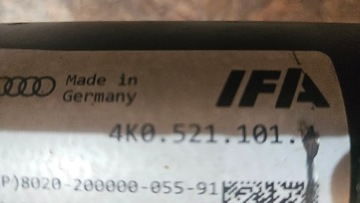 Made in
Germany
IFA
4K0.521.101.
P)8020-200000-055-91